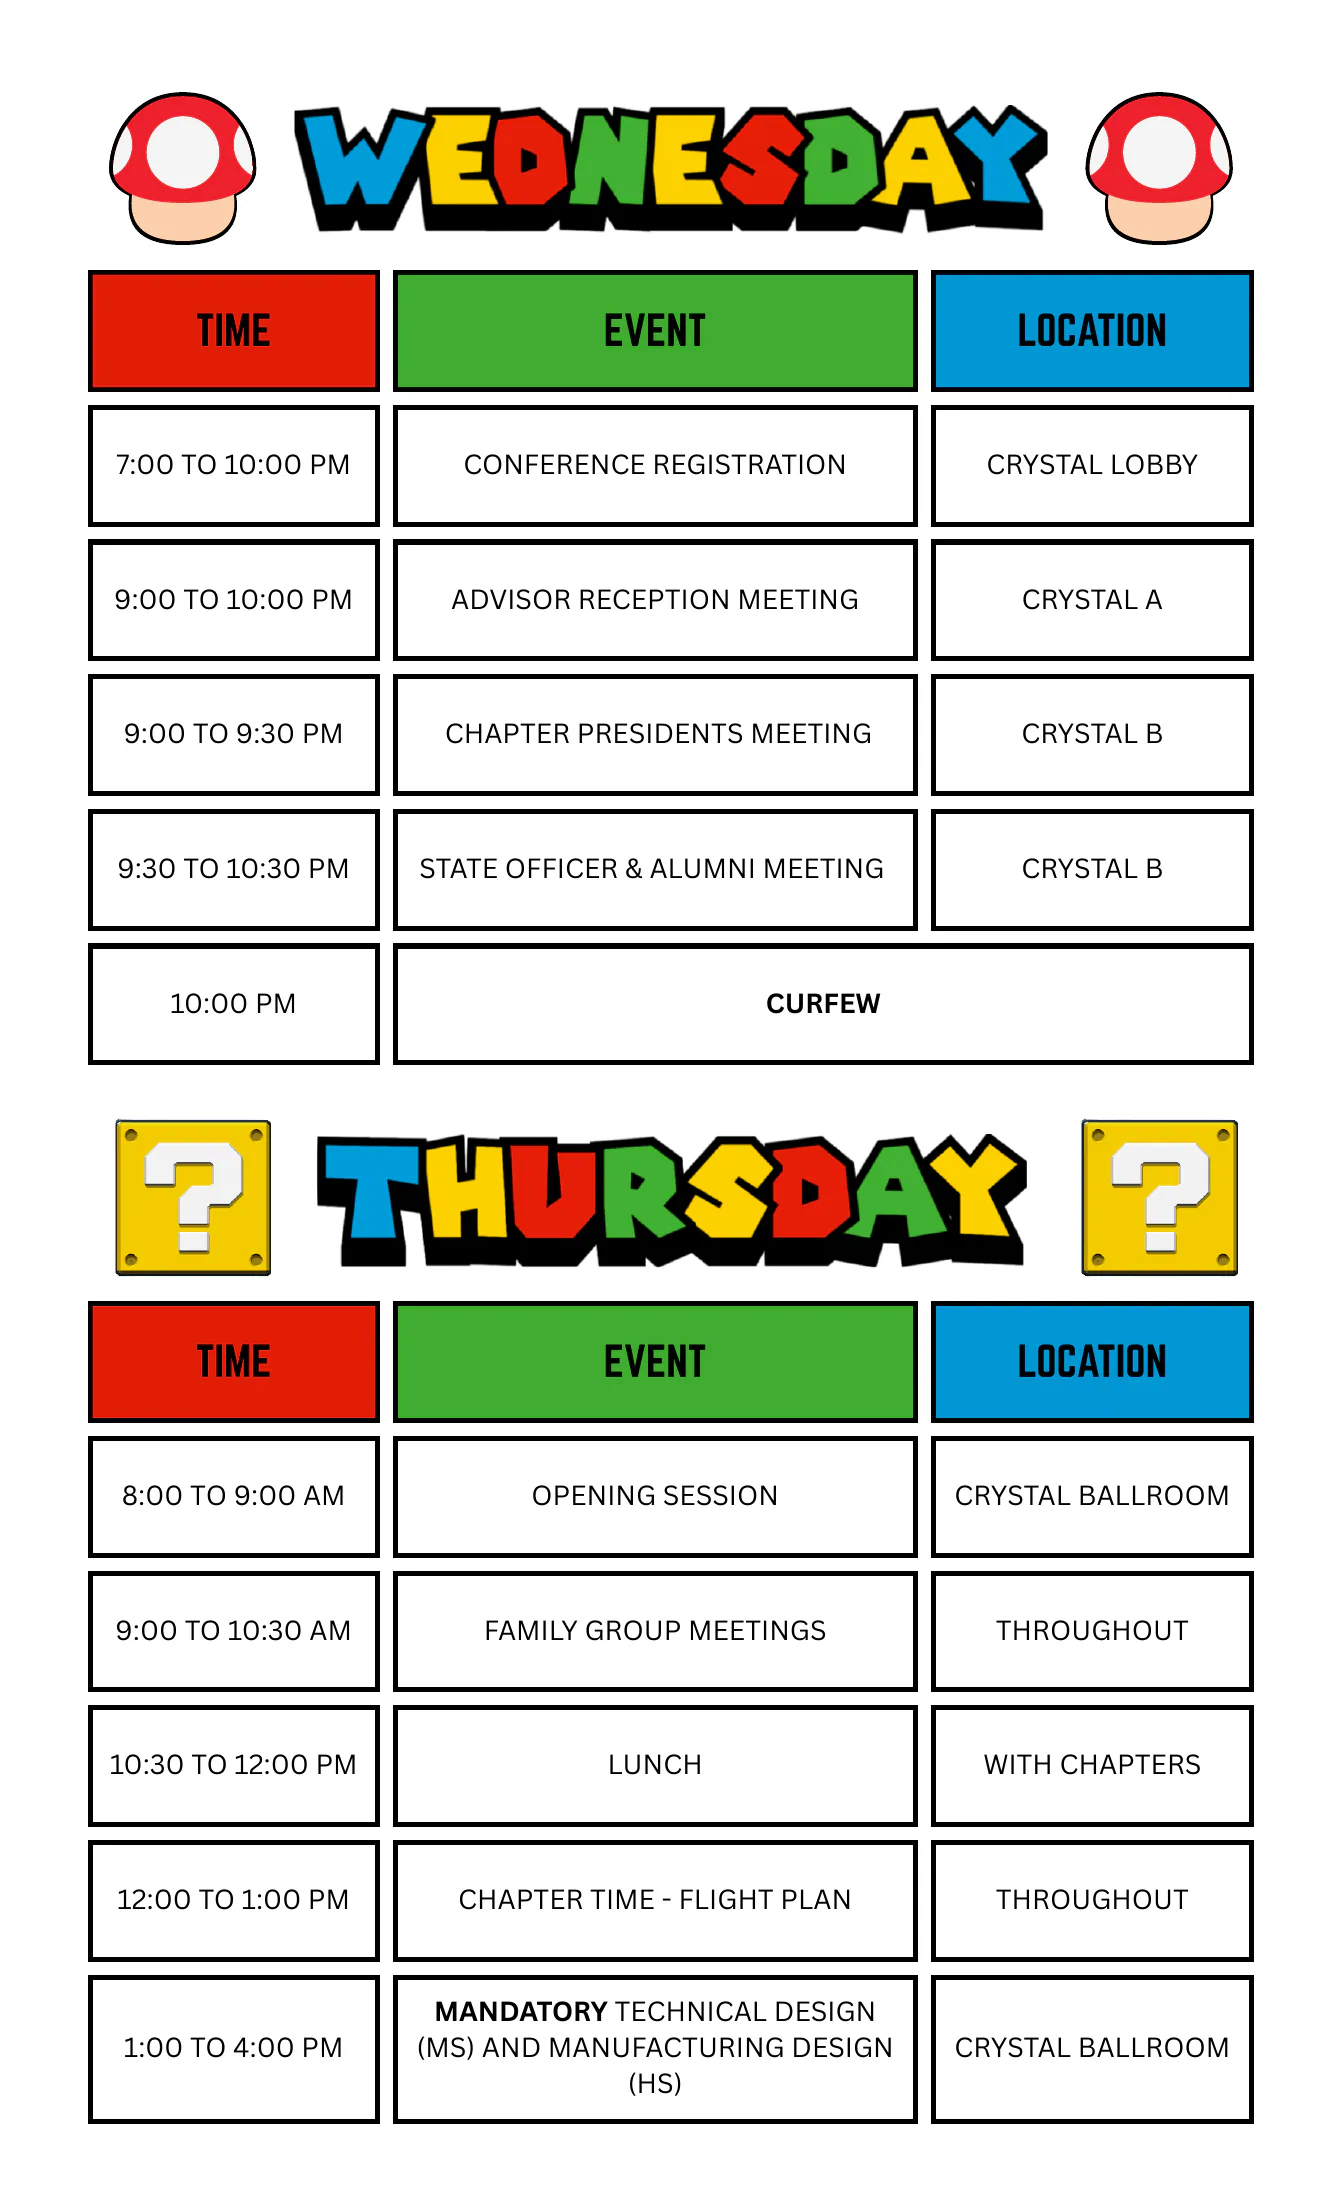 WEDNESDAY
TIME EVENT LOCATION
7:00 TO 10:00 PM CONFERENCE REGISTRATION CRYSTAL LOBBY
9:00 TO 10:00 PM ADVISOR RECEPTION MEETING CRYSTAL A
9:00 TO 9:30 PM CHAPTER PRESIDENTS MEETING CRYSTAL B
9:30 TO 10:30 PM STATE OFFICER & ALUMNI MEETING CRYSTAL B
10:00 PM CURFEW
? THURSDAY ?
TIME EVENT LOCATION
8:00 TO 9:00 AM OPENING SESSION CRYSTAL BALLROOM
9:00 TO 10:30 AM FAMILY GROUP MEETINGS THROUGHOUT
10:30 TO 12:00 PM LUNCH WITH CHAPTERS
12:00 TO 1:00 PM CHAPTER TIME - FLIGHT PLAN THROUGHOUT
1:00 TO 4:00 PM
MANDATORY TECHNICAL DESIGN
(MS) AND MANUFACTURING DESIGN
(HS)
CRYSTAL BALLROOM